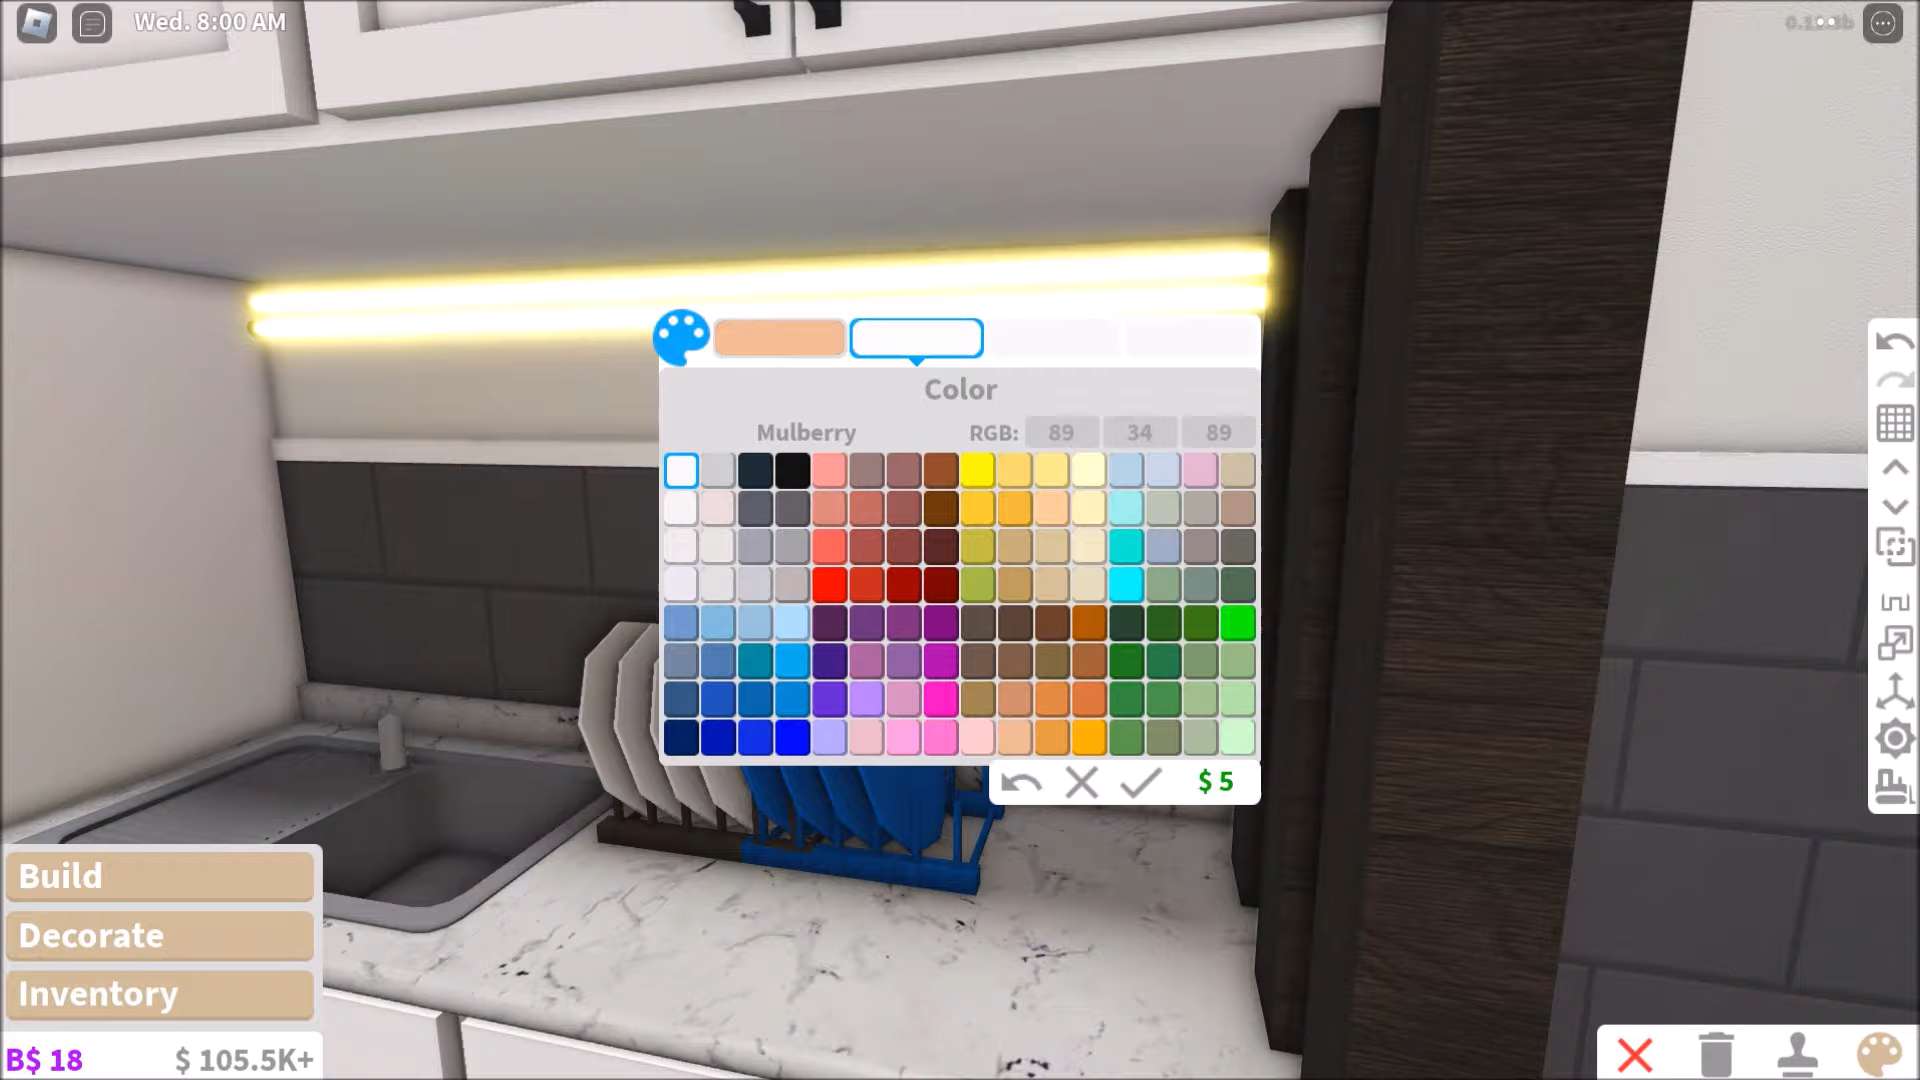 Wed. 8:00 AM
Color
Mulberry RGB: 89 34 89
$ 5
Build
Decorate
Inventory
B$ 18 $ 105.5K+